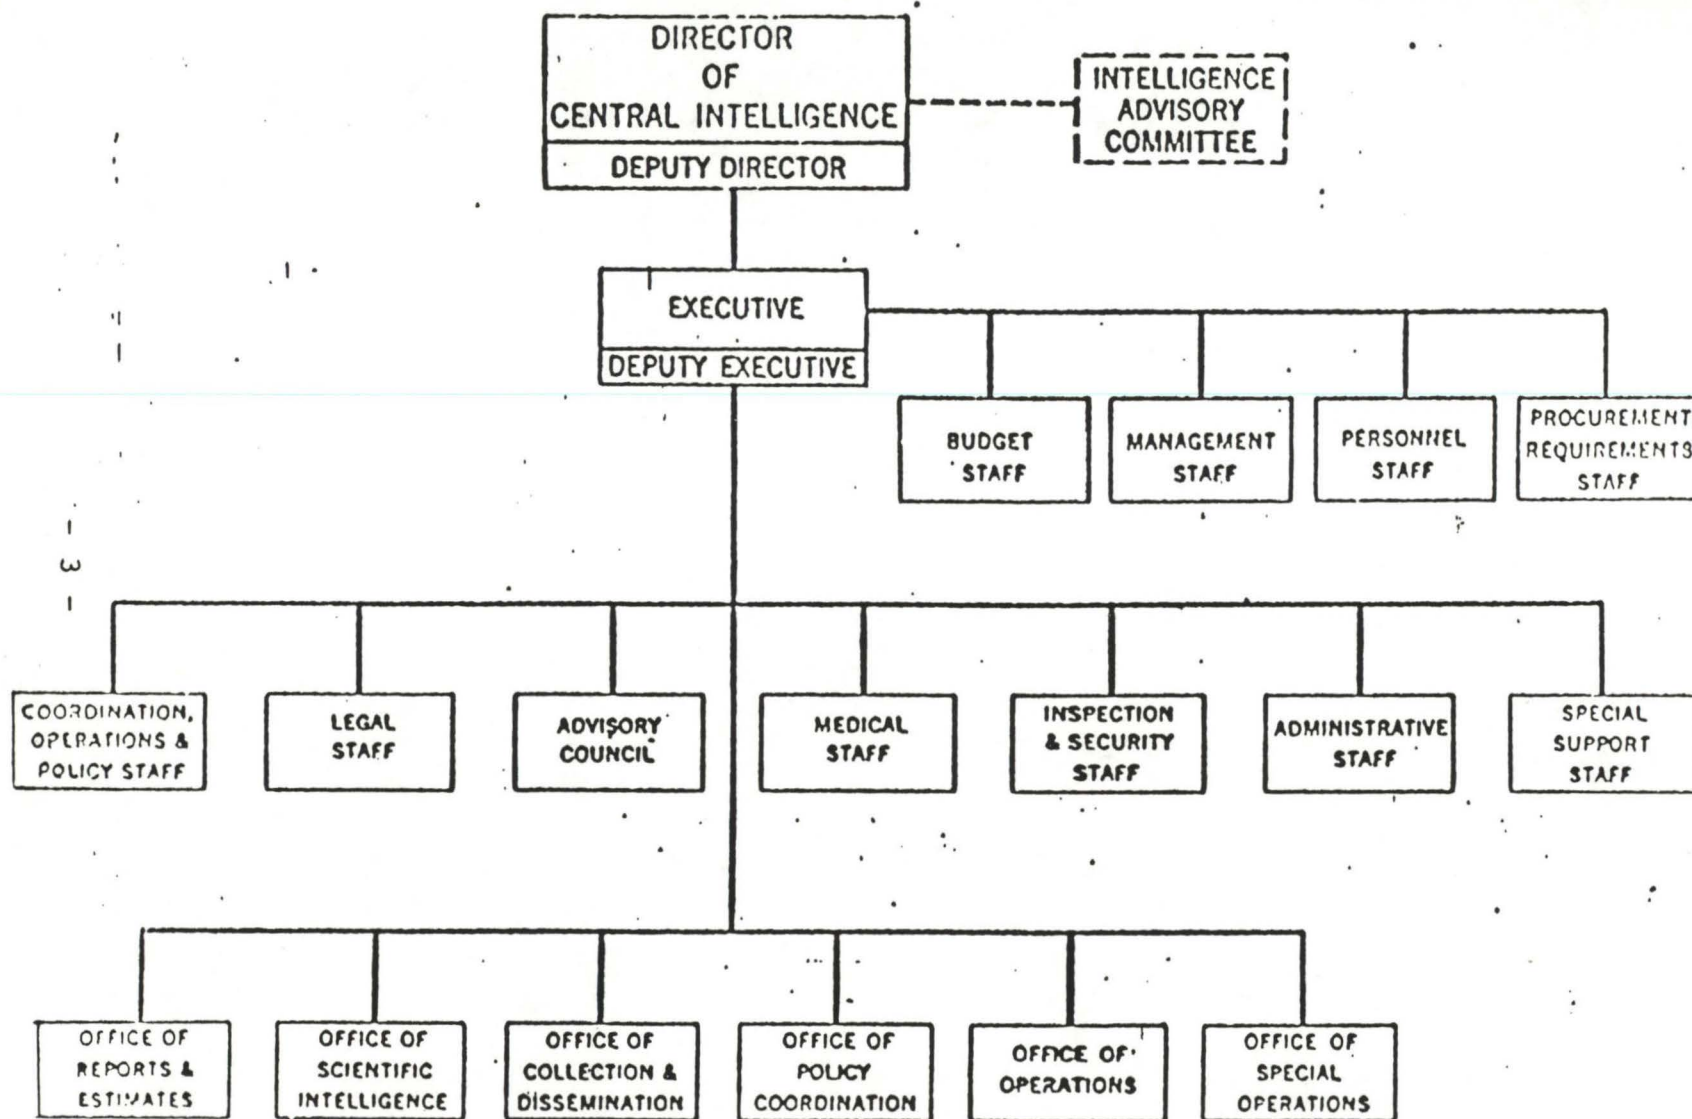 DIRECTOR
OF
CENTRAL INTELLIGENCE
DEPUTY DIRECTOR
INTELLIGENCE
ADVISORY
COMMITTEE
EXECUTIVE
DEPUTY EXECUTIVE
BUDGET
STAFF
MANAGEMENT
STAFF
PERSONNEL
STAFF
PROCUREMENT
REQUIREMENTS
STAFF
- 3 -
COORDINATION,
OPERATIONS &
POLICY STAFF
LEGAL
STAFF
ADVISORY
COUNCIL
MEDICAL
STAFF
INSPECTION
& SECURITY
STAFF
ADMINISTRATIVE
STAFF
SPECIAL
SUPPORT
STAFF
OFFICE OF
REPORTS &
ESTIMATES
OFFICE OF
SCIENTIFIC
INTELLIGENCE
OFFICE OF
COLLECTION &
DISSEMINATION
OFFICE OF
POLICY
COORDINATION
OFFICE OF
OPERATIONS
OFFICE OF
SPECIAL
OPERATIONS